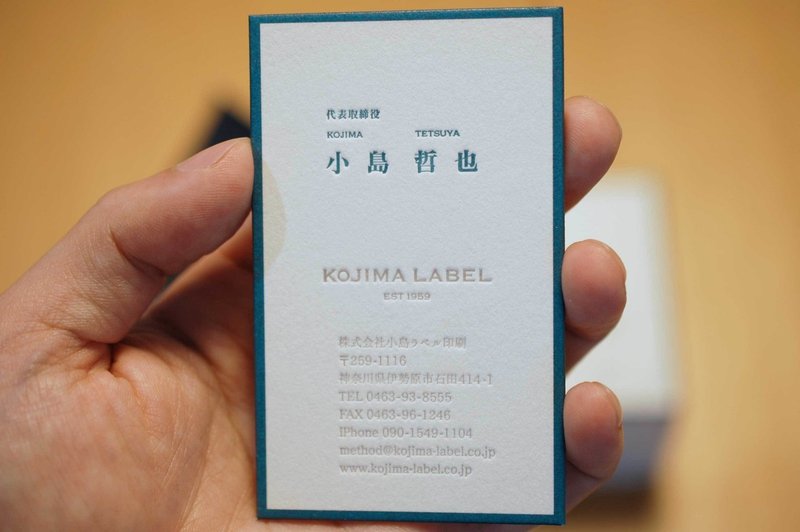 代表取締役
KOJIMA TETSUYA
小島 哲也
KOJIMA LABEL
EST 1959
株式会社小島ラベル印刷
〒259-1116
神奈川県伊勢原市石田414-1
TEL 0463-93-8555
FAX 0463-96-1246
iPhone 090-1549-1104
method@kojima-label.co.jp
www.kojima-label.co.jp